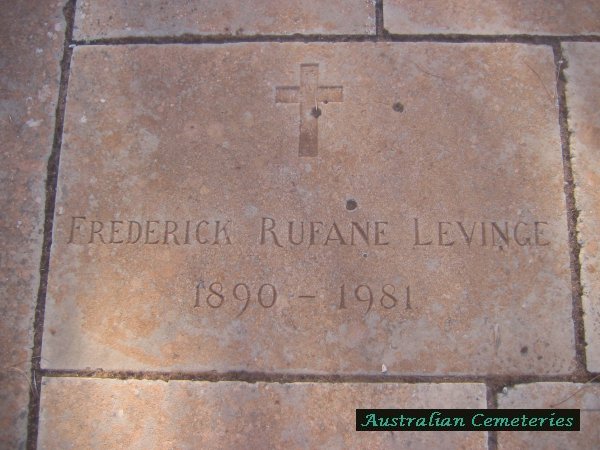 Frederick Rufane Levinge
1890 – 1981
Australian Cemeteries